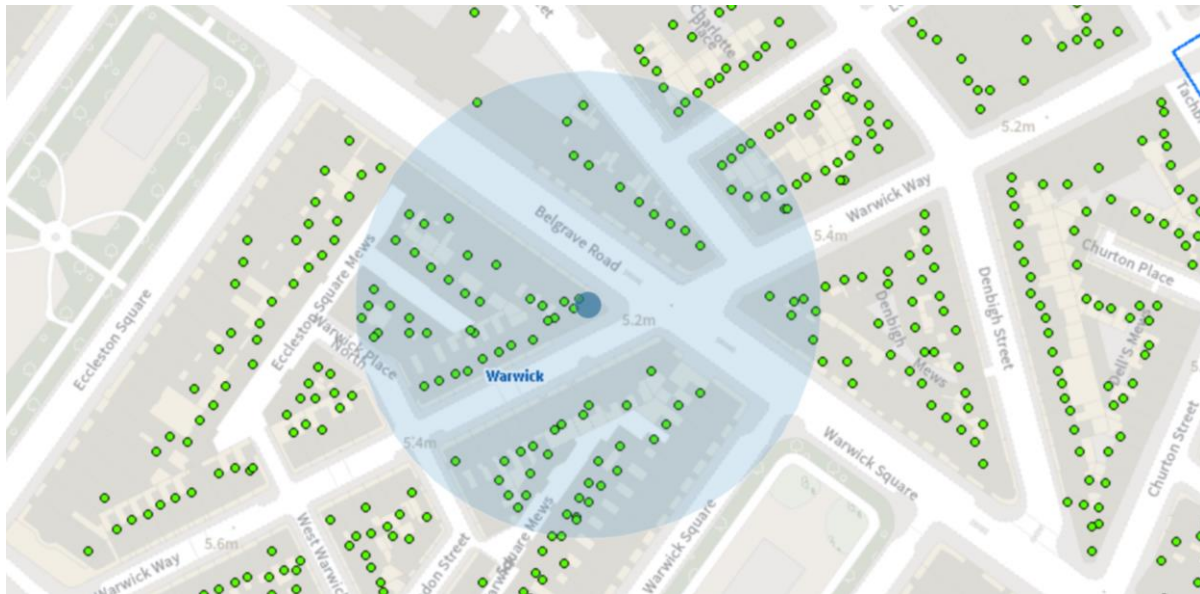 Charlotte
Place
5.2m
Warwick Way
5.4m
Belgrave Road
Churton Place
Eccleston Square Mews
Eccleston Square
Denbigh Street
Denbigh
Mews
Dell'S Mews
5.2m
Warwick Place
North
Warwick
5.4m
Churton Street
Warwick Square
Square Mews
Warwick Square
5.6m
West Warwick
Warwick Way